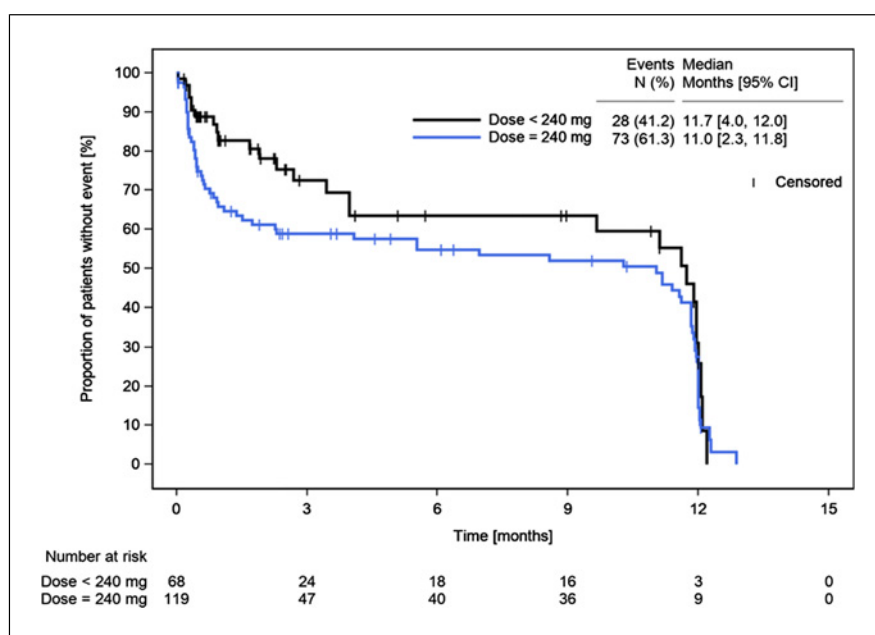 Events Median
N (%) Months [95% CI]
Dose < 240 mg 28 (41.2) 11.7 [4.0, 12.0]
Dose = 240 mg 73 (61.3) 11.0 [2.3, 11.8]
Censored
Proportion of patients without event [%]
100
90
80
70
60
50
40
30
20
10
0
0 3 6 9 12 15
Time [months]
Number at risk
Dose < 240 mg 68 24 18 16 3 0
Dose = 240 mg 119 47 40 36 9 0